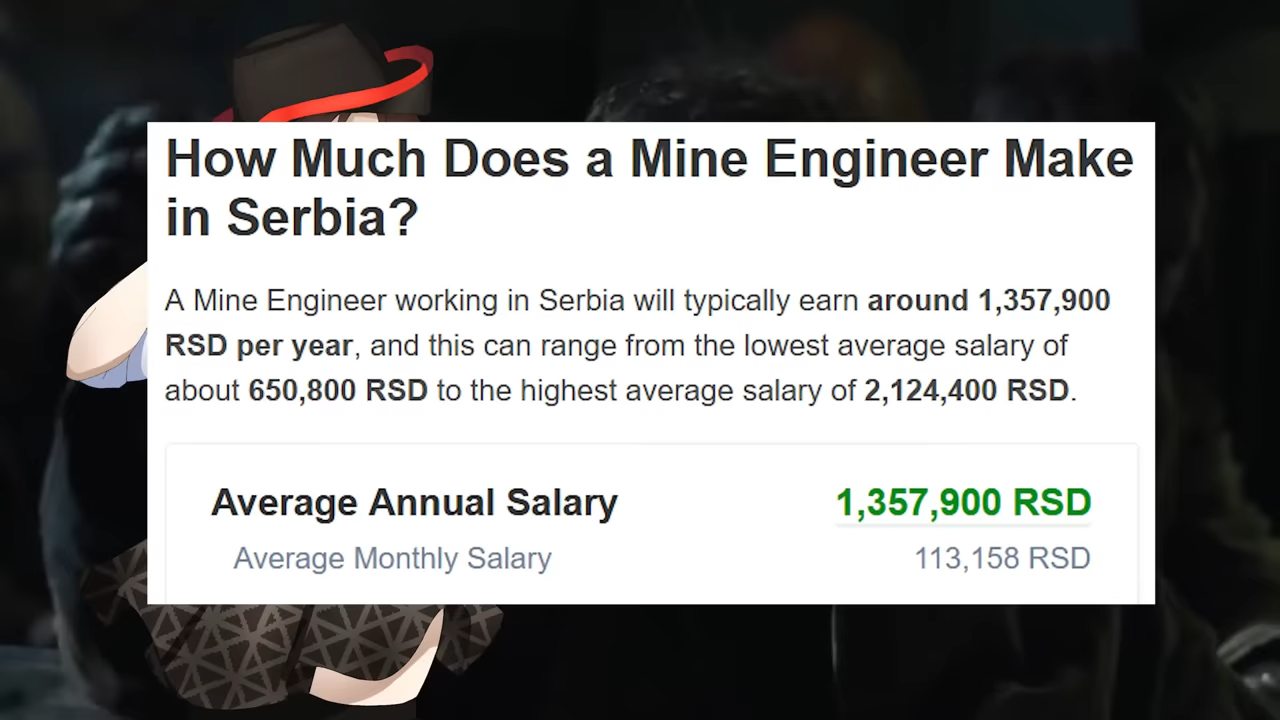 How Much Does a Mine Engineer Make
in Serbia?
A Mine Engineer working in Serbia will typically earn around 1,357,900
RSD per year, and this can range from the lowest average salary of
about 650,800 RSD to the highest average salary of 2,124,400 RSD.
Average Annual Salary 1,357,900 RSD
Average Monthly Salary 113,158 RSD